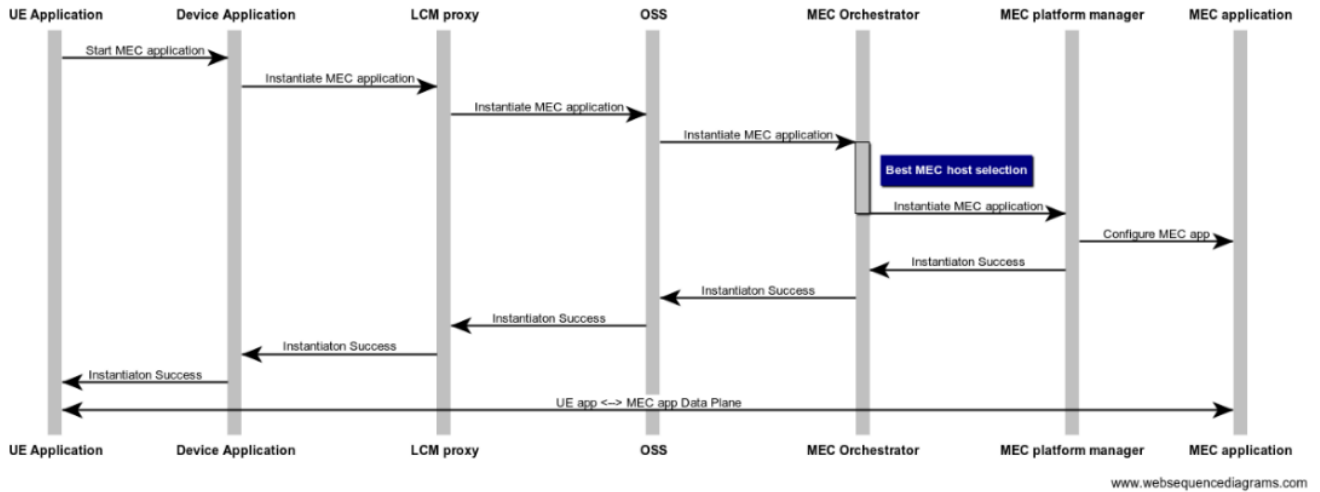 UE Application Device Application LCM proxy OSS MEC Orchestrator MEC platform manager MEC application
Start MEC application
Instantiate MEC application
Instantiate MEC application
Instantiate MEC application
Best MEC host selection
Instantiate MEC application
Configure MEC app
Instantiaton Success
Instantiaton Success
Instantiaton Success
Instantiaton Success
Instantiaton Success
UE app <--> MEC app Data Plane
UE Application Device Application LCM proxy OSS MEC Orchestrator MEC platform manager MEC application
www.websequencediagrams.com